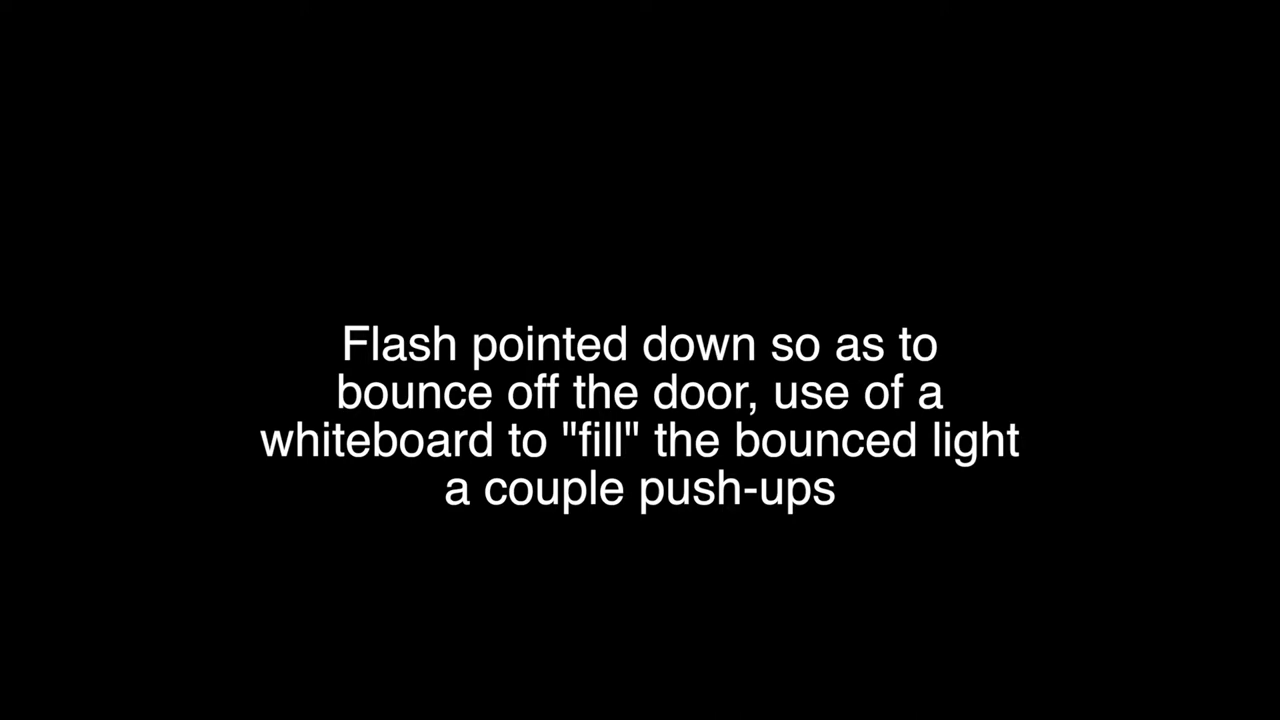 Flash pointed down so as to
bounce off the door, use of a
whiteboard to "fill" the bounced light
a couple push-ups